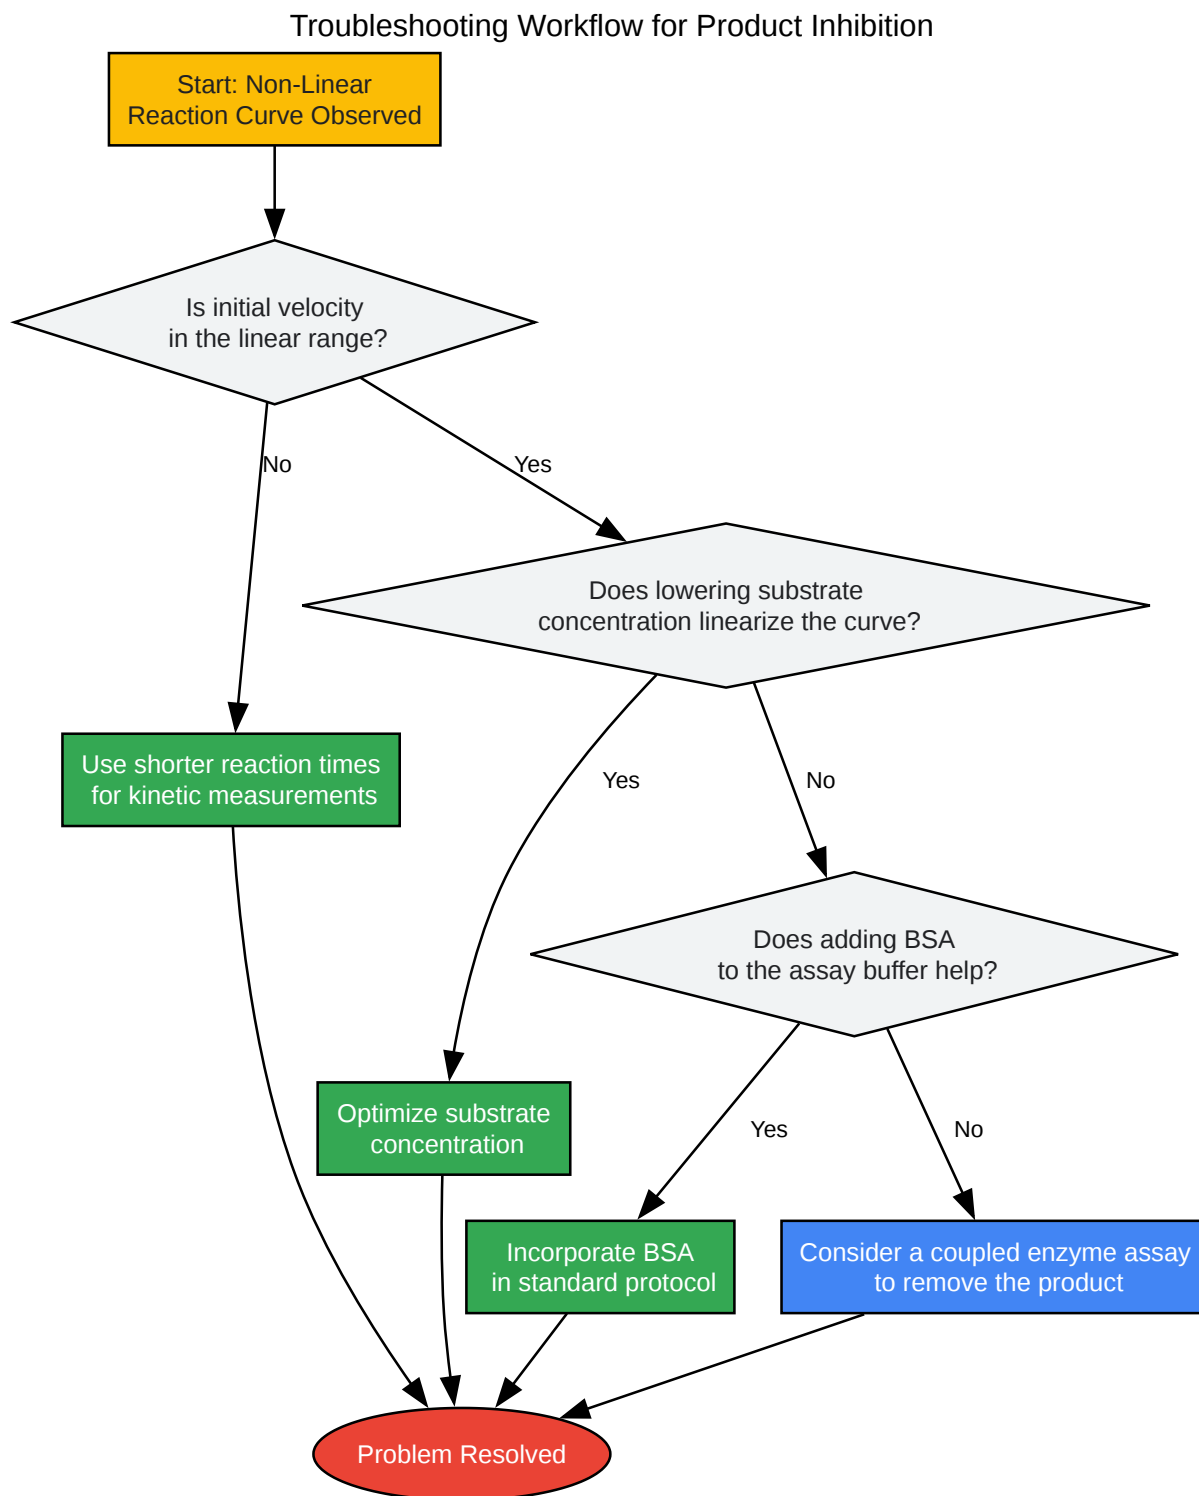 Troubleshooting Workflow for Product Inhibition
Start: Non-Linear
Reaction Curve Observed
Is initial velocity
in the linear range?
No
Yes
Does lowering substrate
concentration linearize the curve?
Use shorter reaction times
for kinetic measurements
Yes
No
Does adding BSA
to the assay buffer help?
Optimize substrate
concentration
Yes
No
Incorporate BSA
in standard protocol
Consider a coupled enzyme assay
to remove the product
Problem Resolved